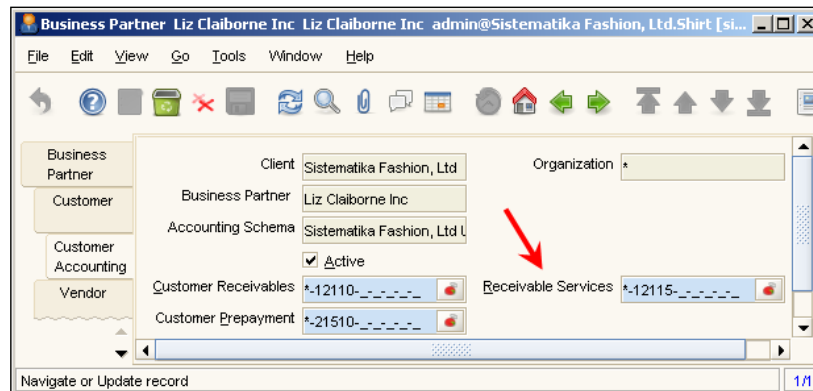 Business Partner Liz Claiborne Inc Liz Claiborne Inc admin@Sistematika Fashion, Ltd.Shirt [si...
File Edit View Go Tools Window Help
Business Partner
Customer
Customer Accounting
Vendor
Client Sistematika Fashion, Ltd Organization *
Business Partner Liz Claiborne Inc
Accounting Schema Sistematika Fashion, Ltd U
Active
Customer Receivables *-12110-_-_-_-_-_ Receivable Services *-12115-_-_-_-_-_
Customer Prepayment *-21510-_-_-_-_-_
Navigate or Update record 1/1